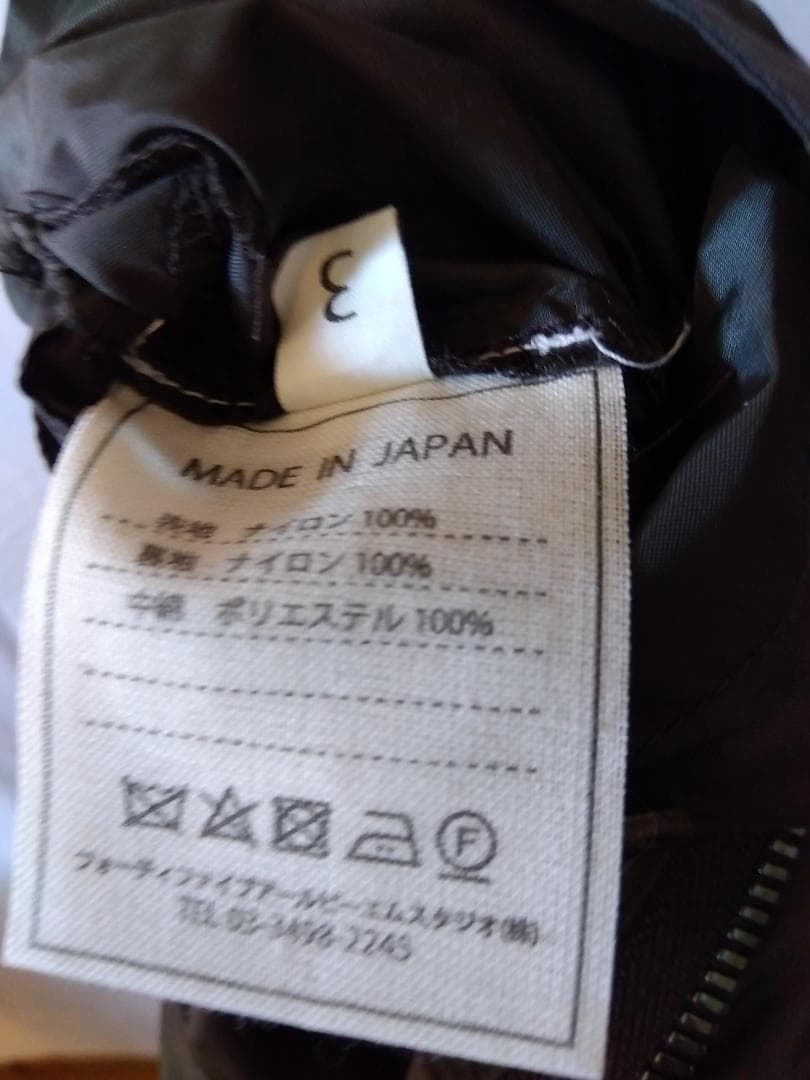 3
MADE IN JAPAN
表地 ナイロン 100%
裏地 ナイロン 100%
中綿 ポリエステル 100%
F
フォーティファイブアールピーエムスタジオ(株)
TEL 03-3498-2245